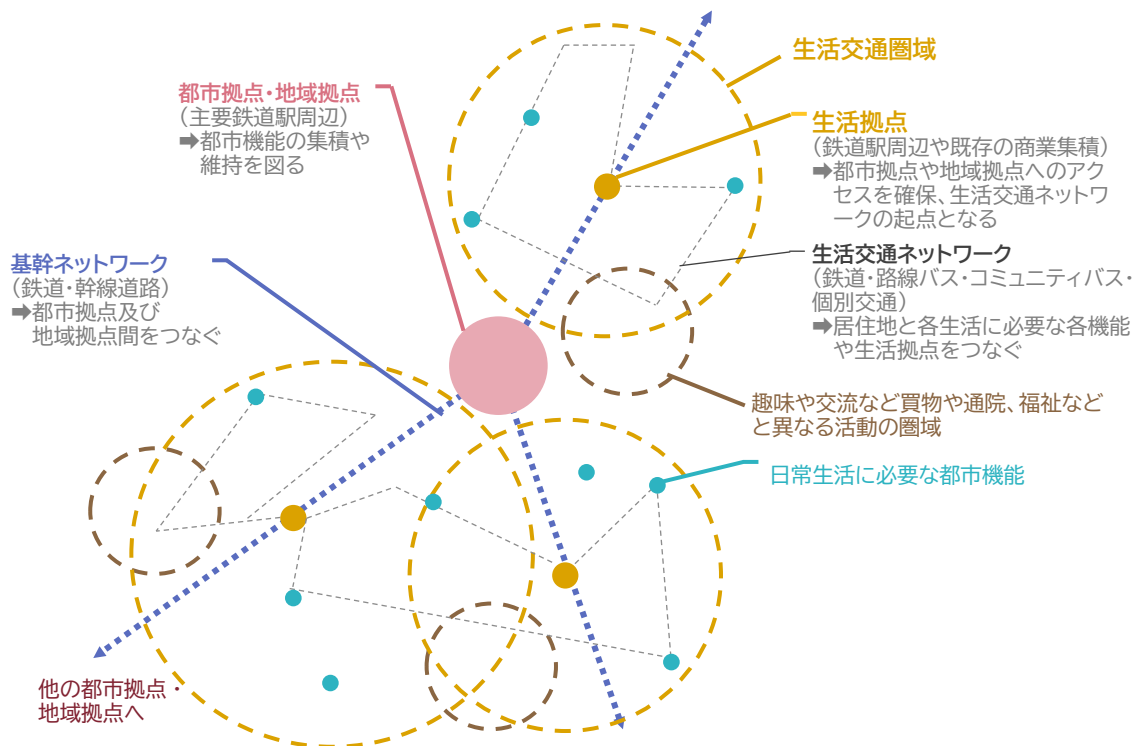 生活交通圏域
都市拠点・地域拠点
（主要鉄道駅周辺）
➡都市機能の集積や
維持を図る
生活拠点
（鉄道駅周辺や既存の商業集積）
➡都市拠点や地域拠点へのアク
セスを確保、生活交通ネットワ
ークの起点となる
基幹ネットワーク
（鉄道・幹線道路）
➡都市拠点及び
地域拠点間をつなぐ
生活交通ネットワーク
（鉄道・路線バス・コミュニティバス・
個別交通）
➡居住地と各生活に必要な各機能
や生活拠点をつなぐ
趣味や交流など買物や通院、福祉など
と異なる活動の圏域
日常生活に必要な都市機能
他の都市拠点・
地域拠点へ